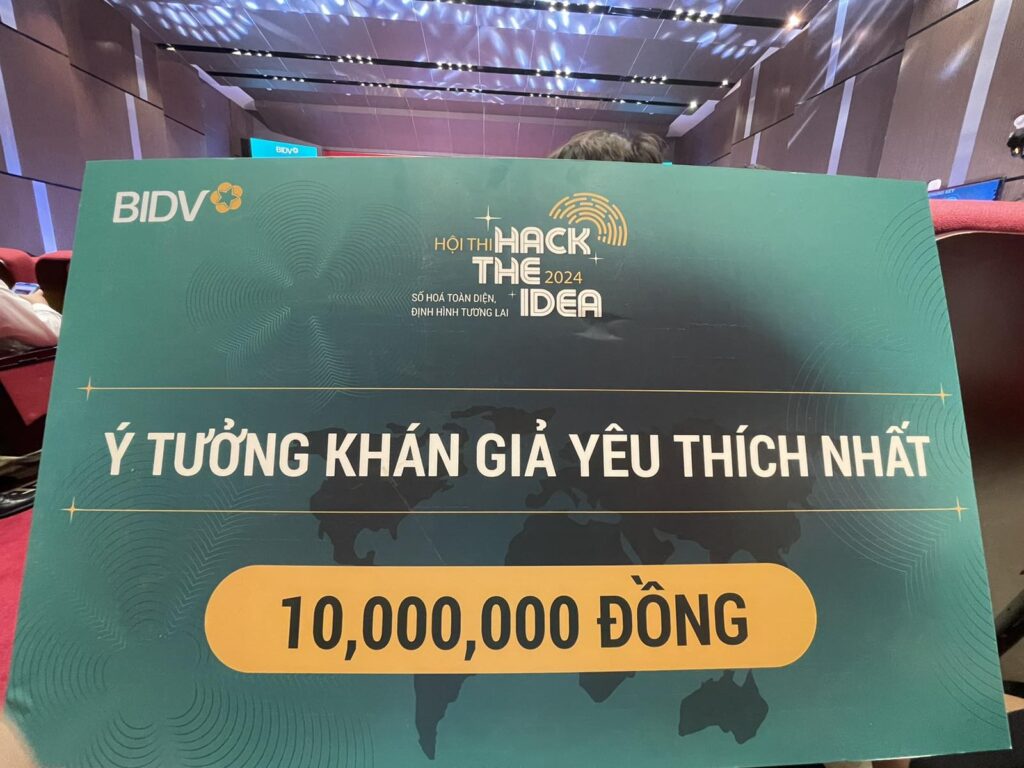 BIDV
BIDV
HỘI THI HACK
THE 2024
SỐ HOÁ TOÀN DIỆN,
ĐỊNH HÌNH TƯƠNG LAI
IDEA
Ý TƯỞNG KHÁN GIẢ YÊU THÍCH NHẤT
10,000,000 ĐỒNG